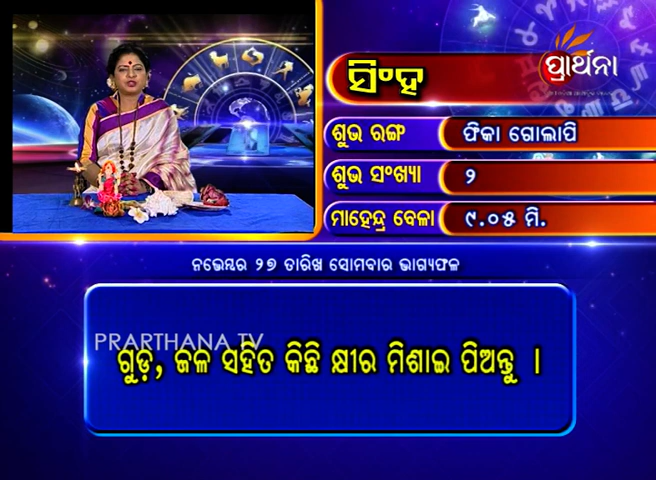 ସିଂହ
ପ୍ରାର୍ଥନା
ଶୁଭ ରଙ୍ଗ
ଫିକା ଗୋଲାପି
ଶୁଭ ସଂଖ୍ୟା
୨
ମାହେନ୍ଦ୍ର ବେଳା
୯.୦୫ ମି.
ନଭେମ୍ବର ୨୭ ତାରିଖ ସୋମବାର ଭାଗ୍ୟଫଳ
PRARTHANA TV
ଗୁଡ଼, ଜଳ ସହିତ କିଛି କ୍ଷୀର ମିଶାଇ ପିଅନ୍ତୁ ।